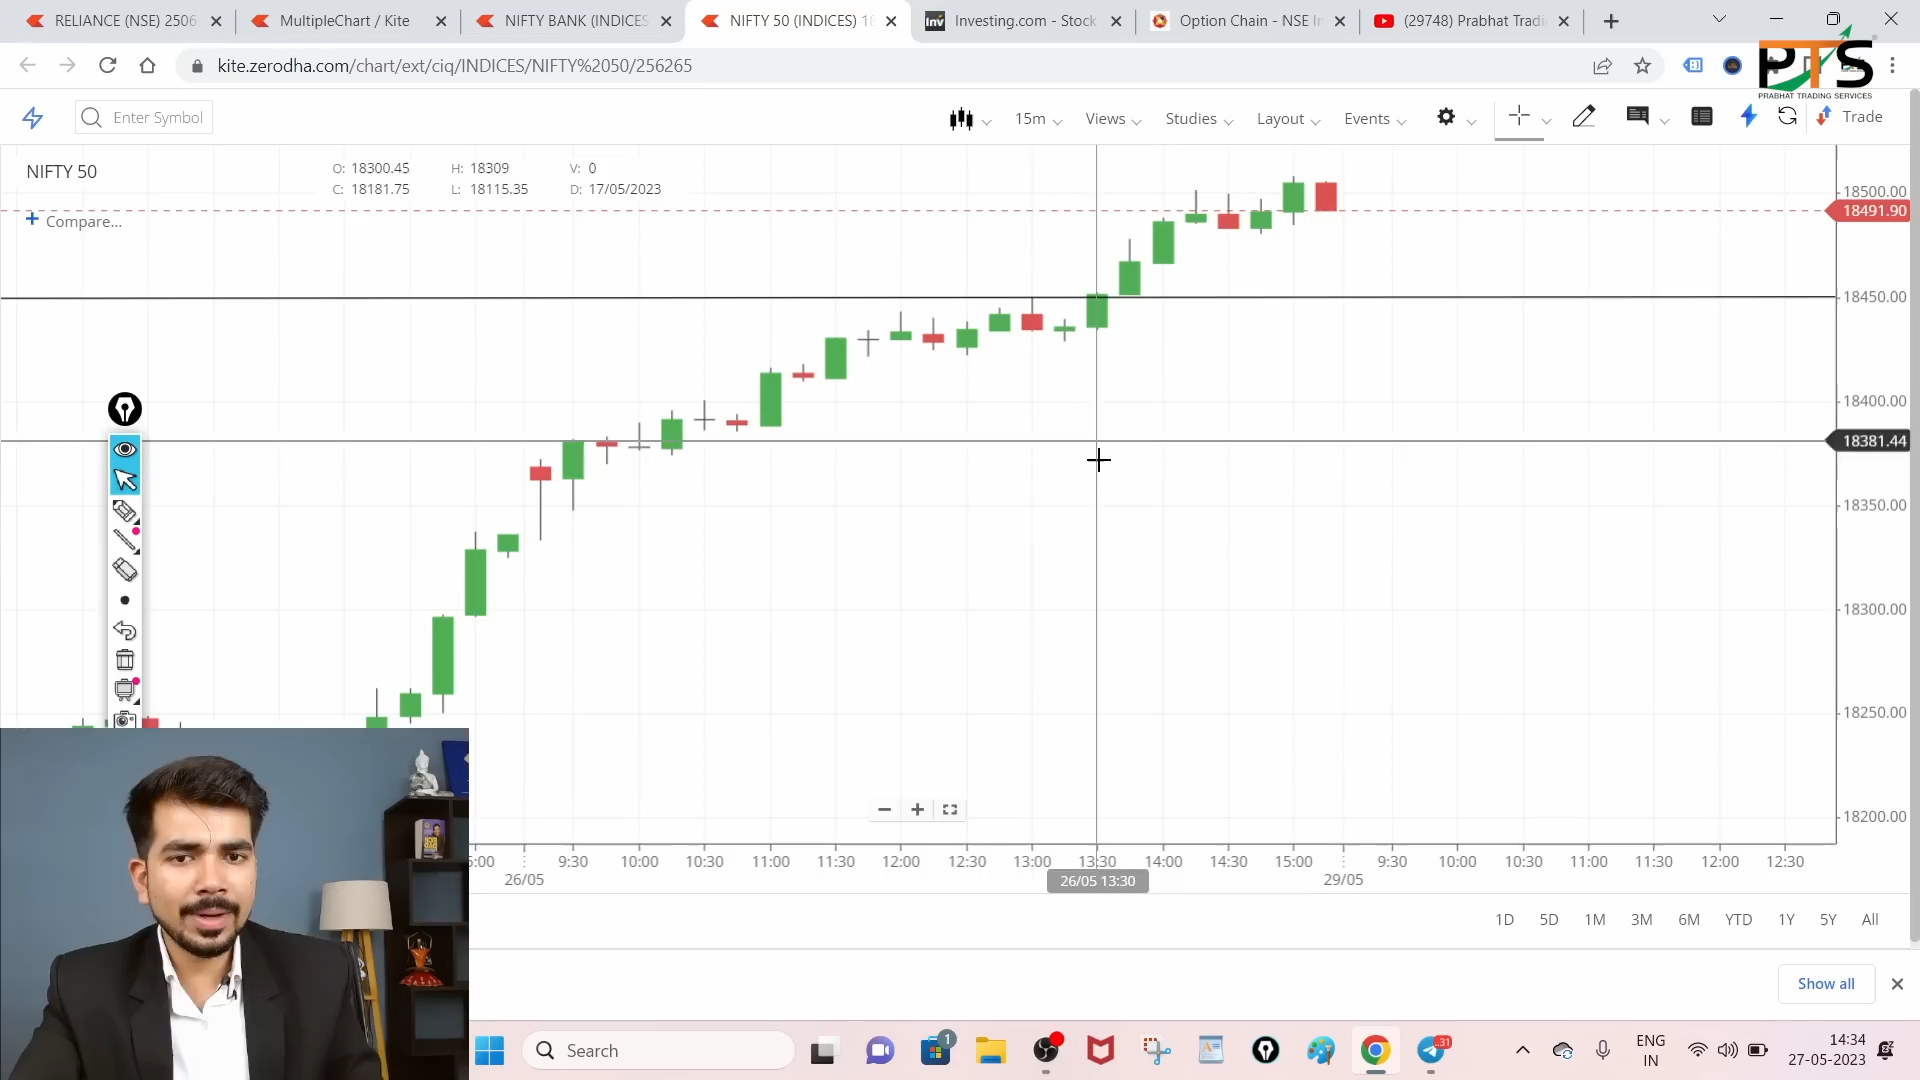 RELIANCE (NSE) 2506
MultipleChart / Kite
NIFTY BANK (INDICES
NIFTY 50 (INDICES) 18
Investing.com - Stock
Option Chain - NSE In
(29748) Prabhat Tradi
kite.zerodha.com/chart/ext/ciq/INDICES/NIFTY%2050/256265
PTS
PRABHAT TRADING SERVICES
Enter Symbol
15m
Views
Studies
Layout
Events
Trade
NIFTY 50
O: 18300.45 H: 18309 V: 0
C: 18181.75 L: 18115.35 D: 17/05/2023
+ Compare...
18500.00
18491.90
18450.00
18400.00
18381.44
18350.00
18300.00
18250.00
18200.00
5:00 9:30 10:00 10:30 11:00 11:30 12:00 12:30 13:00 13:30 14:00 14:30 15:00 9:30 10:00 10:30 11:00 11:30 12:00 12:30
26/05 26/05 13:30 29/05
1D 5D 1M 3M 6M YTD 1Y 5Y All
Show all
Search
1
31
ENG
IN
14:34
27-05-2023